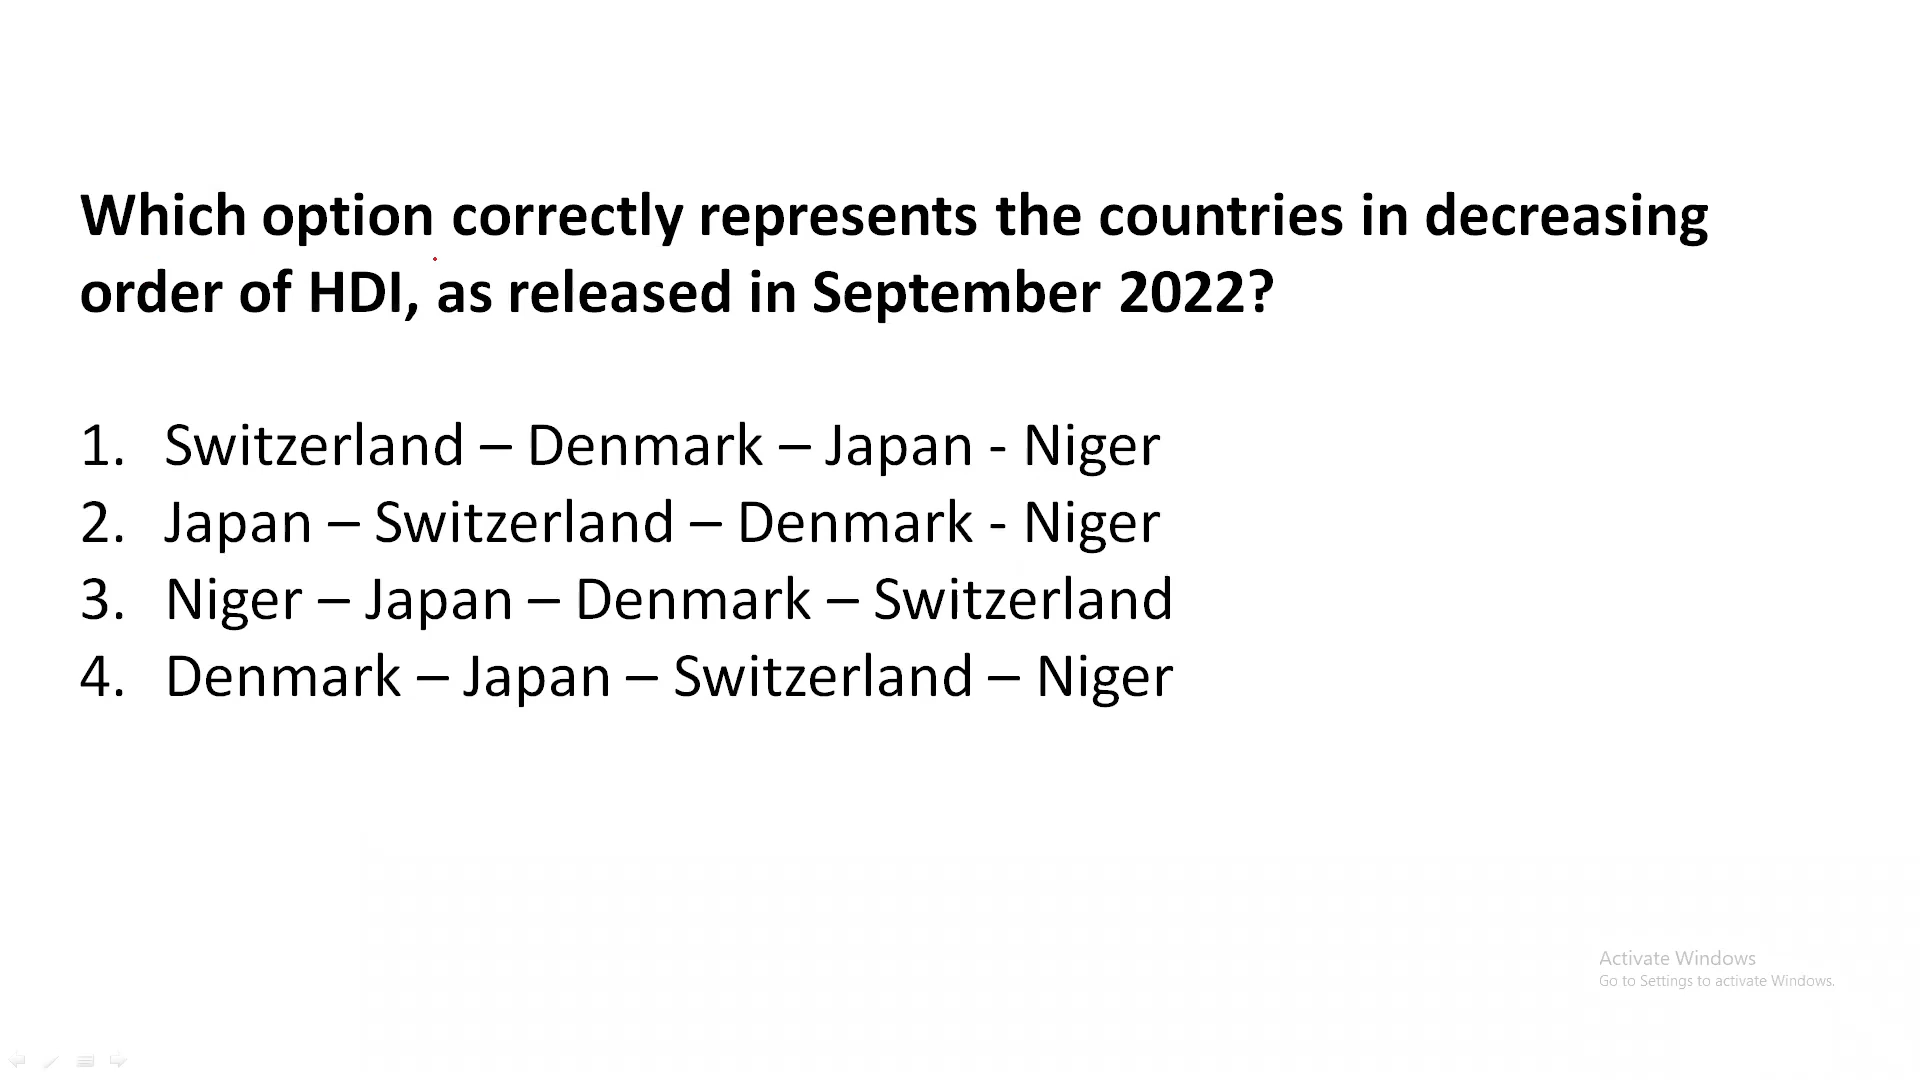 Which option correctly represents the countries in decreasing
order of HDI, as released in September 2022?
1. Switzerland – Denmark – Japan - Niger
2. Japan – Switzerland – Denmark - Niger
3. Niger – Japan – Denmark – Switzerland
4. Denmark – Japan – Switzerland – Niger
Activate Windows
Go to Settings to activate Windows.